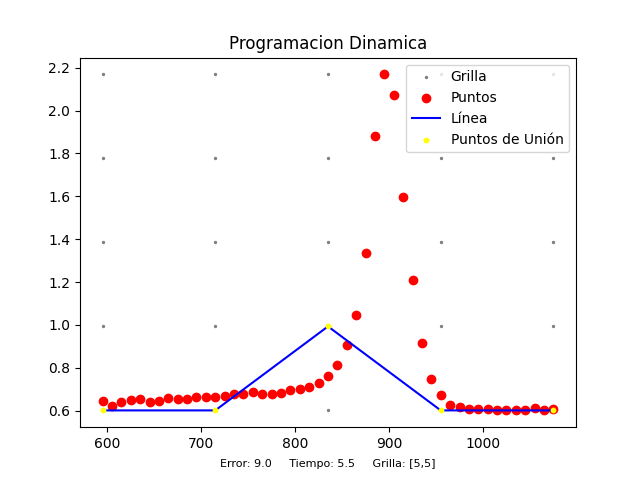 Programacion Dinamica
Grilla
Puntos
Línea
Puntos de Unión
2.2
2.0
1.8
1.6
1.4
1.2
1.0
0.8
0.6
600 700 800 900 1000
Error: 9.0 Tiempo: 5.5 Grilla: [5,5]